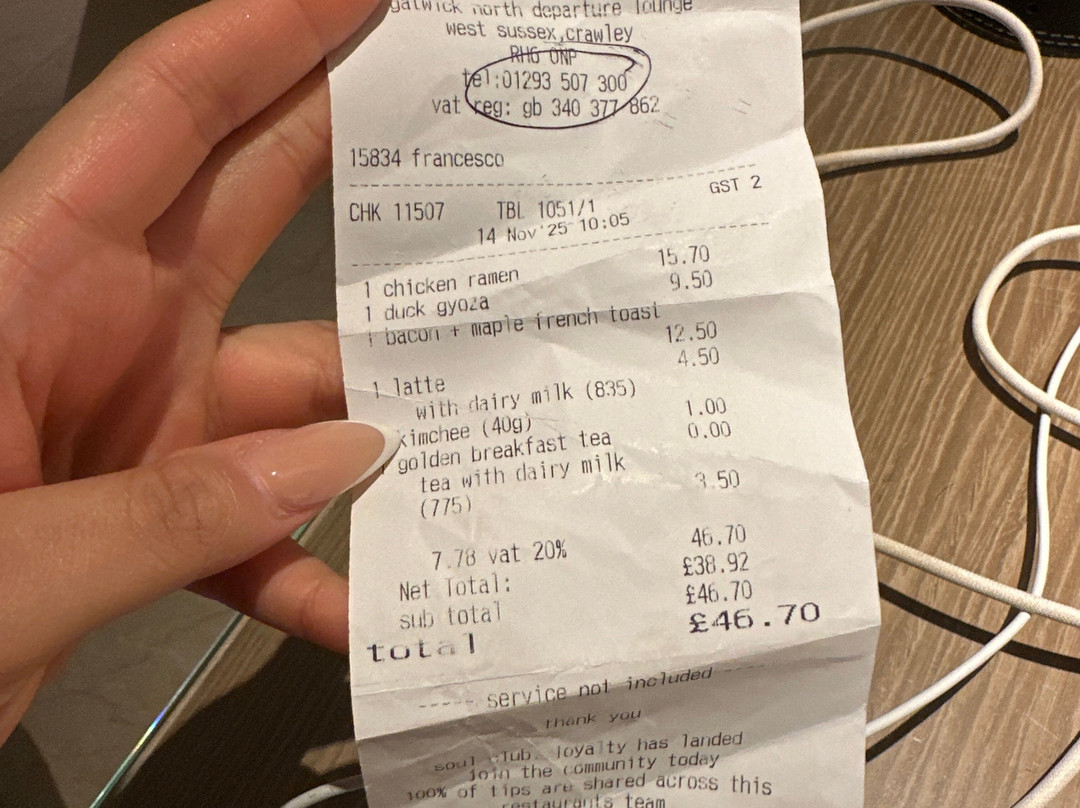 gatwick north departure lounge
west sussex,crawley
RH6 0NP
tel:01293 507 300
vat reg: gb 340 377 862
15834 francesco
CHK 11507 TBL 1051/1 GST 2
14 Nov'25 10:05
1 chicken ramen 15.70
1 duck gyoza 9.50
1 bacon + maple french toast
12.50
1 latte 4.50
with dairy milk (835)
kimchee (40g) 1.00
1 golden breakfast tea 0.00
tea with dairy milk
(775) 3.50
7.78 vat 20% 46.70
Net Total: £38.92
sub total £46.70
total £46.70
----- service not included -----
thank you
soul club. loyalty has landed
join the community today
100% of tips are shared across this
restaurants team